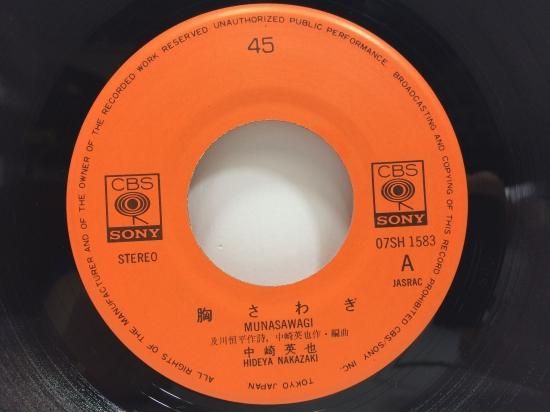 ALL RIGHTS OF THE MANUFACTURER AND OF THE OWNER OF THE RECORDED WORK RESERVED UNAUTHORIZED PUBLIC PERFORMANCE, BROADCASTING AND COPYING OF THIS RECORD PROHIBITED CBS/SONY INC.
TOKYO JAPAN
45
CBS
SONY
STEREO
CBS
SONY
07SH 1583
A
JASRAC
胸さわぎ
MUNASAWAGI
及川恒平作詩、中崎英也作・編曲
中崎英也
HIDEYA NAKAZAKI